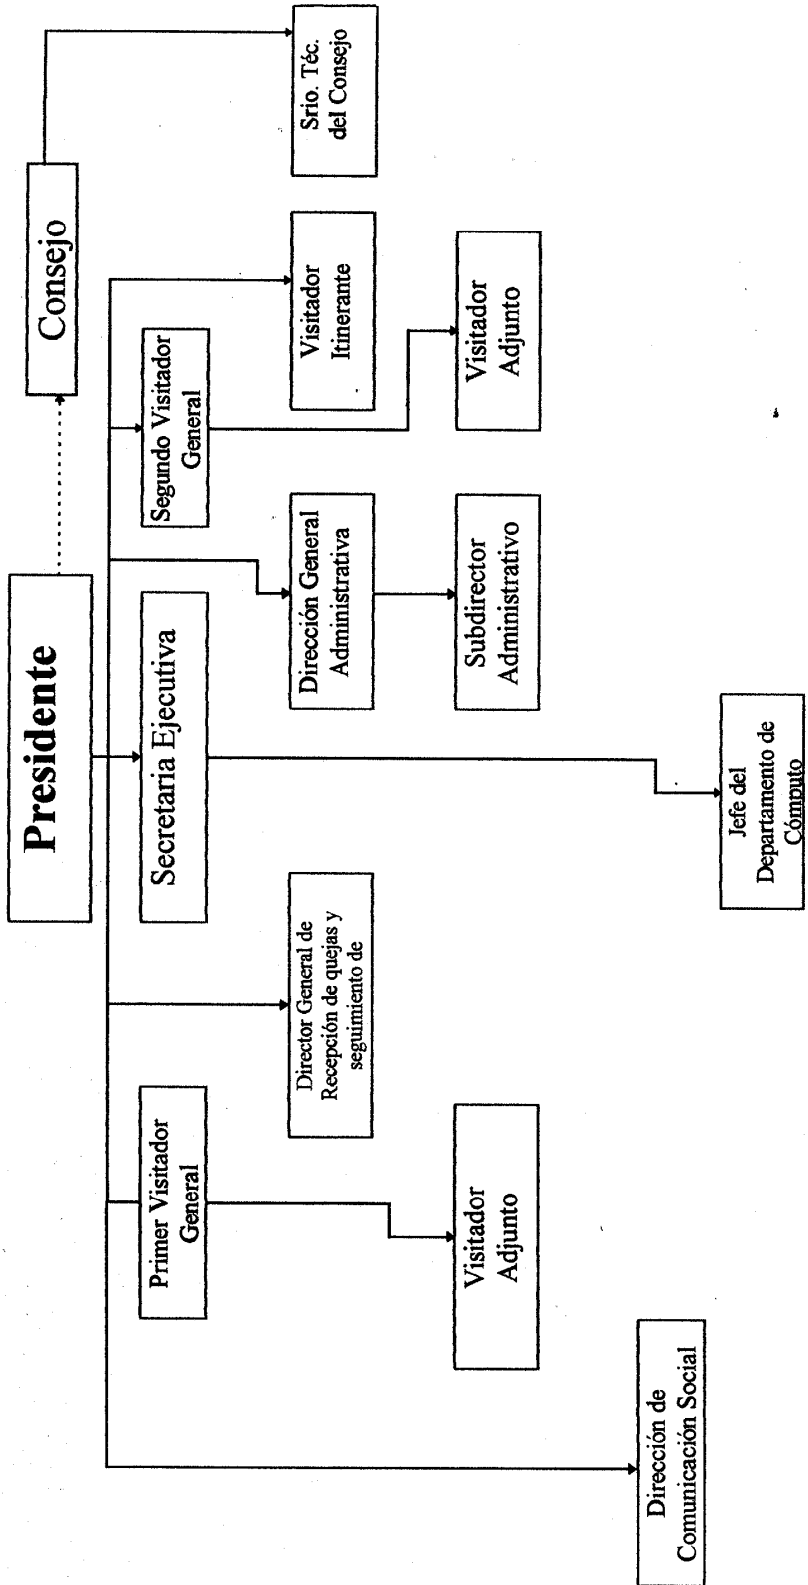 Presidente
Consejo
Srio. Téc.
del Consejo
Primer Visitador
General
Secretaria Ejecutiva
Segundo Visitador
General
Director General de
Recepción de quejas y
seguimiento de
Dirección General
Administrativa
Visitador
Itinerante
Visitador
Adjunto
Subdirector
Administrativo
Visitador
Adjunto
Dirección de
Comunicación Social
Jefe del
Departamento de
Cómputo